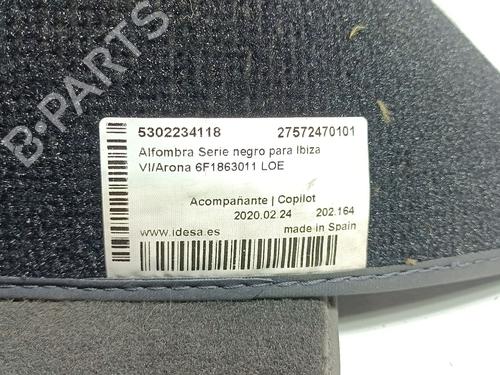 B-PARTS
5302234118 27572470101
Alfombra Serie negro para Ibiza
VI/Arona 6F1863011 LOE
Acompañante | Copilot
2020.02.24 202.164
www.idesa.es made in Spain